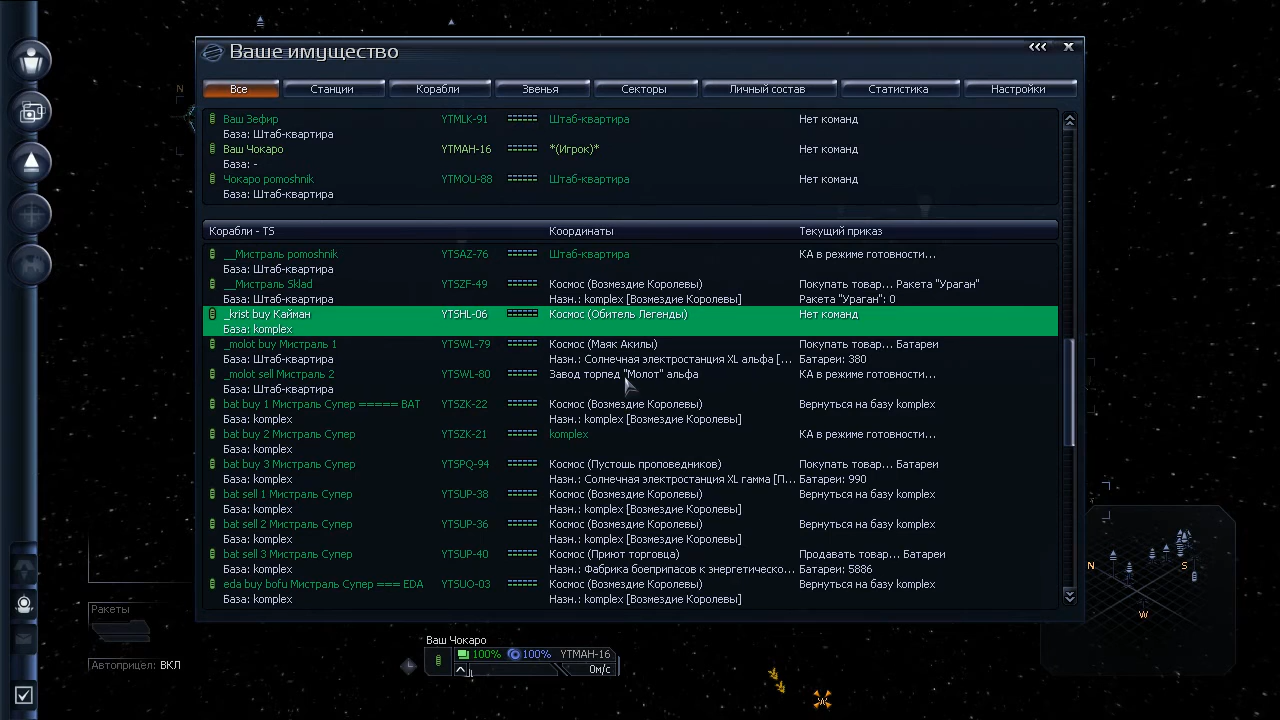 Ваше имущество
Все Станции Корабли Звенья Секторы Личный состав Статистика Настройки
Ваш Зефир YTMLK-91 Штаб-квартира Нет команд
База: Штаб-квартира
Ваш Чокаро YTMAH-16 *(Игрок)* Нет команд
База: -
Чокаро pomoshnik YTMOU-88 Штаб-квартира Нет команд
База: Штаб-квартира
Корабли - TS Координаты Текущий приказ
__Мистраль pomoshnik YTSAZ-76 Штаб-квартира КА в режиме готовности...
База: Штаб-квартира
__Мистраль Sklad YTSZF-49 Космос (Возмездие Королевы) Покупать товар... Ракета "Ураган"
База: Штаб-квартира Назн.: komplex [Возмездие Королевы] Ракета "Ураган": 0
_krist buy Кайман YTSHL-06 Космос (Обитель Легенды) Нет команд
База: komplex
_molot buy Мистраль 1 YTSWL-79 Космос (Маяк Акилы) Покупать товар... Батареи
База: Штаб-квартира Назн.: Солнечная электростанция XL альфа [... Батареи: 380
_molot sell Мистраль 2 YTSWL-80 Завод торпед "Молот" альфа КА в режиме готовности...
База: Штаб-квартира
bat buy 1 Мистраль Супер ===== BAT YTSZK-22 Космос (Возмездие Королевы) Вернуться на базу komplex
База: komplex Назн.: komplex [Возмездие Королевы]
bat buy 2 Мистраль Супер YTSZK-21 komplex КА в режиме готовности...
База: komplex
bat buy 3 Мистраль Супер YTSPQ-94 Космос (Пустошь проповедников) Покупать товар... Батареи
База: komplex Назн.: Солнечная электростанция XL гамма [П... Батареи: 990
bat sell 1 Мистраль Супер YTSUP-38 Космос (Возмездие Королевы) Вернуться на базу komplex
База: komplex Назн.: komplex [Возмездие Королевы]
bat sell 2 Мистраль Супер YTSUP-36 Космос (Возмездие Королевы) Вернуться на базу komplex
База: komplex Назн.: komplex [Возмездие Королевы]
bat sell 3 Мистраль Супер YTSUP-40 Космос (Приют торговца) Продавать товар... Батареи
База: komplex Назн.: Фабрика боеприпасов к энергетическо... Батареи: 5886
eda buy bofu Мистраль Супер === EDA YTSUO-03 Космос (Возмездие Королевы) Вернуться на базу komplex
База: komplex Назн.: komplex [Возмездие Королевы]
N
N S
W
Ракеты
Автоприцел: ВКЛ
Ваш Чокаро
100% 100% YTMAH-16
0м/с